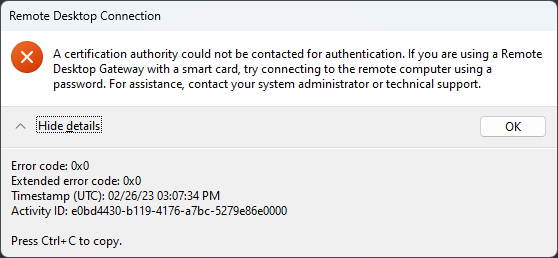 Remote Desktop Connection
A certification authority could not be contacted for authentication. If you are using a Remote
Desktop Gateway with a smart card, try connecting to the remote computer using a
password. For assistance, contact your system administrator or technical support.
Hide details
OK
Error code: 0x0
Extended error code: 0x0
Timestamp (UTC): 02/26/23 03:07:34 PM
Activity ID: e0bd4430-b119-4176-a7bc-5279e86e0000
Press Ctrl+C to copy.